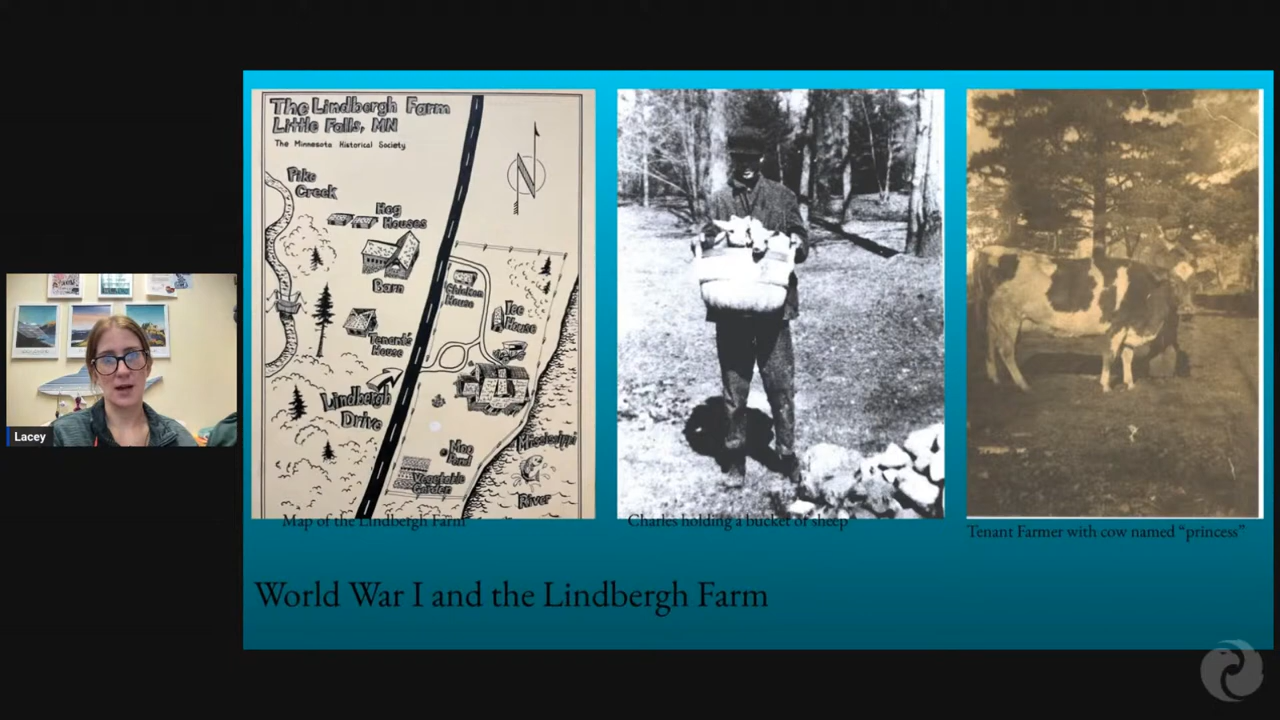 The Lindbergh Farm
Little Falls, MN
The Minnesota Historical Society
Pike
Creek
N
Hog
Houses
Barn
Chicken
House
Ice
House
Tenant's
House
Lindbergh
Drive
Moo
Pond
Vegetable
Garden
Mississippi
River
Map of the Lindbergh Farm
Charles holding a bucket of sheep
Tenant Farmer with cow named “princess”
World War I and the Lindbergh Farm
Lacey